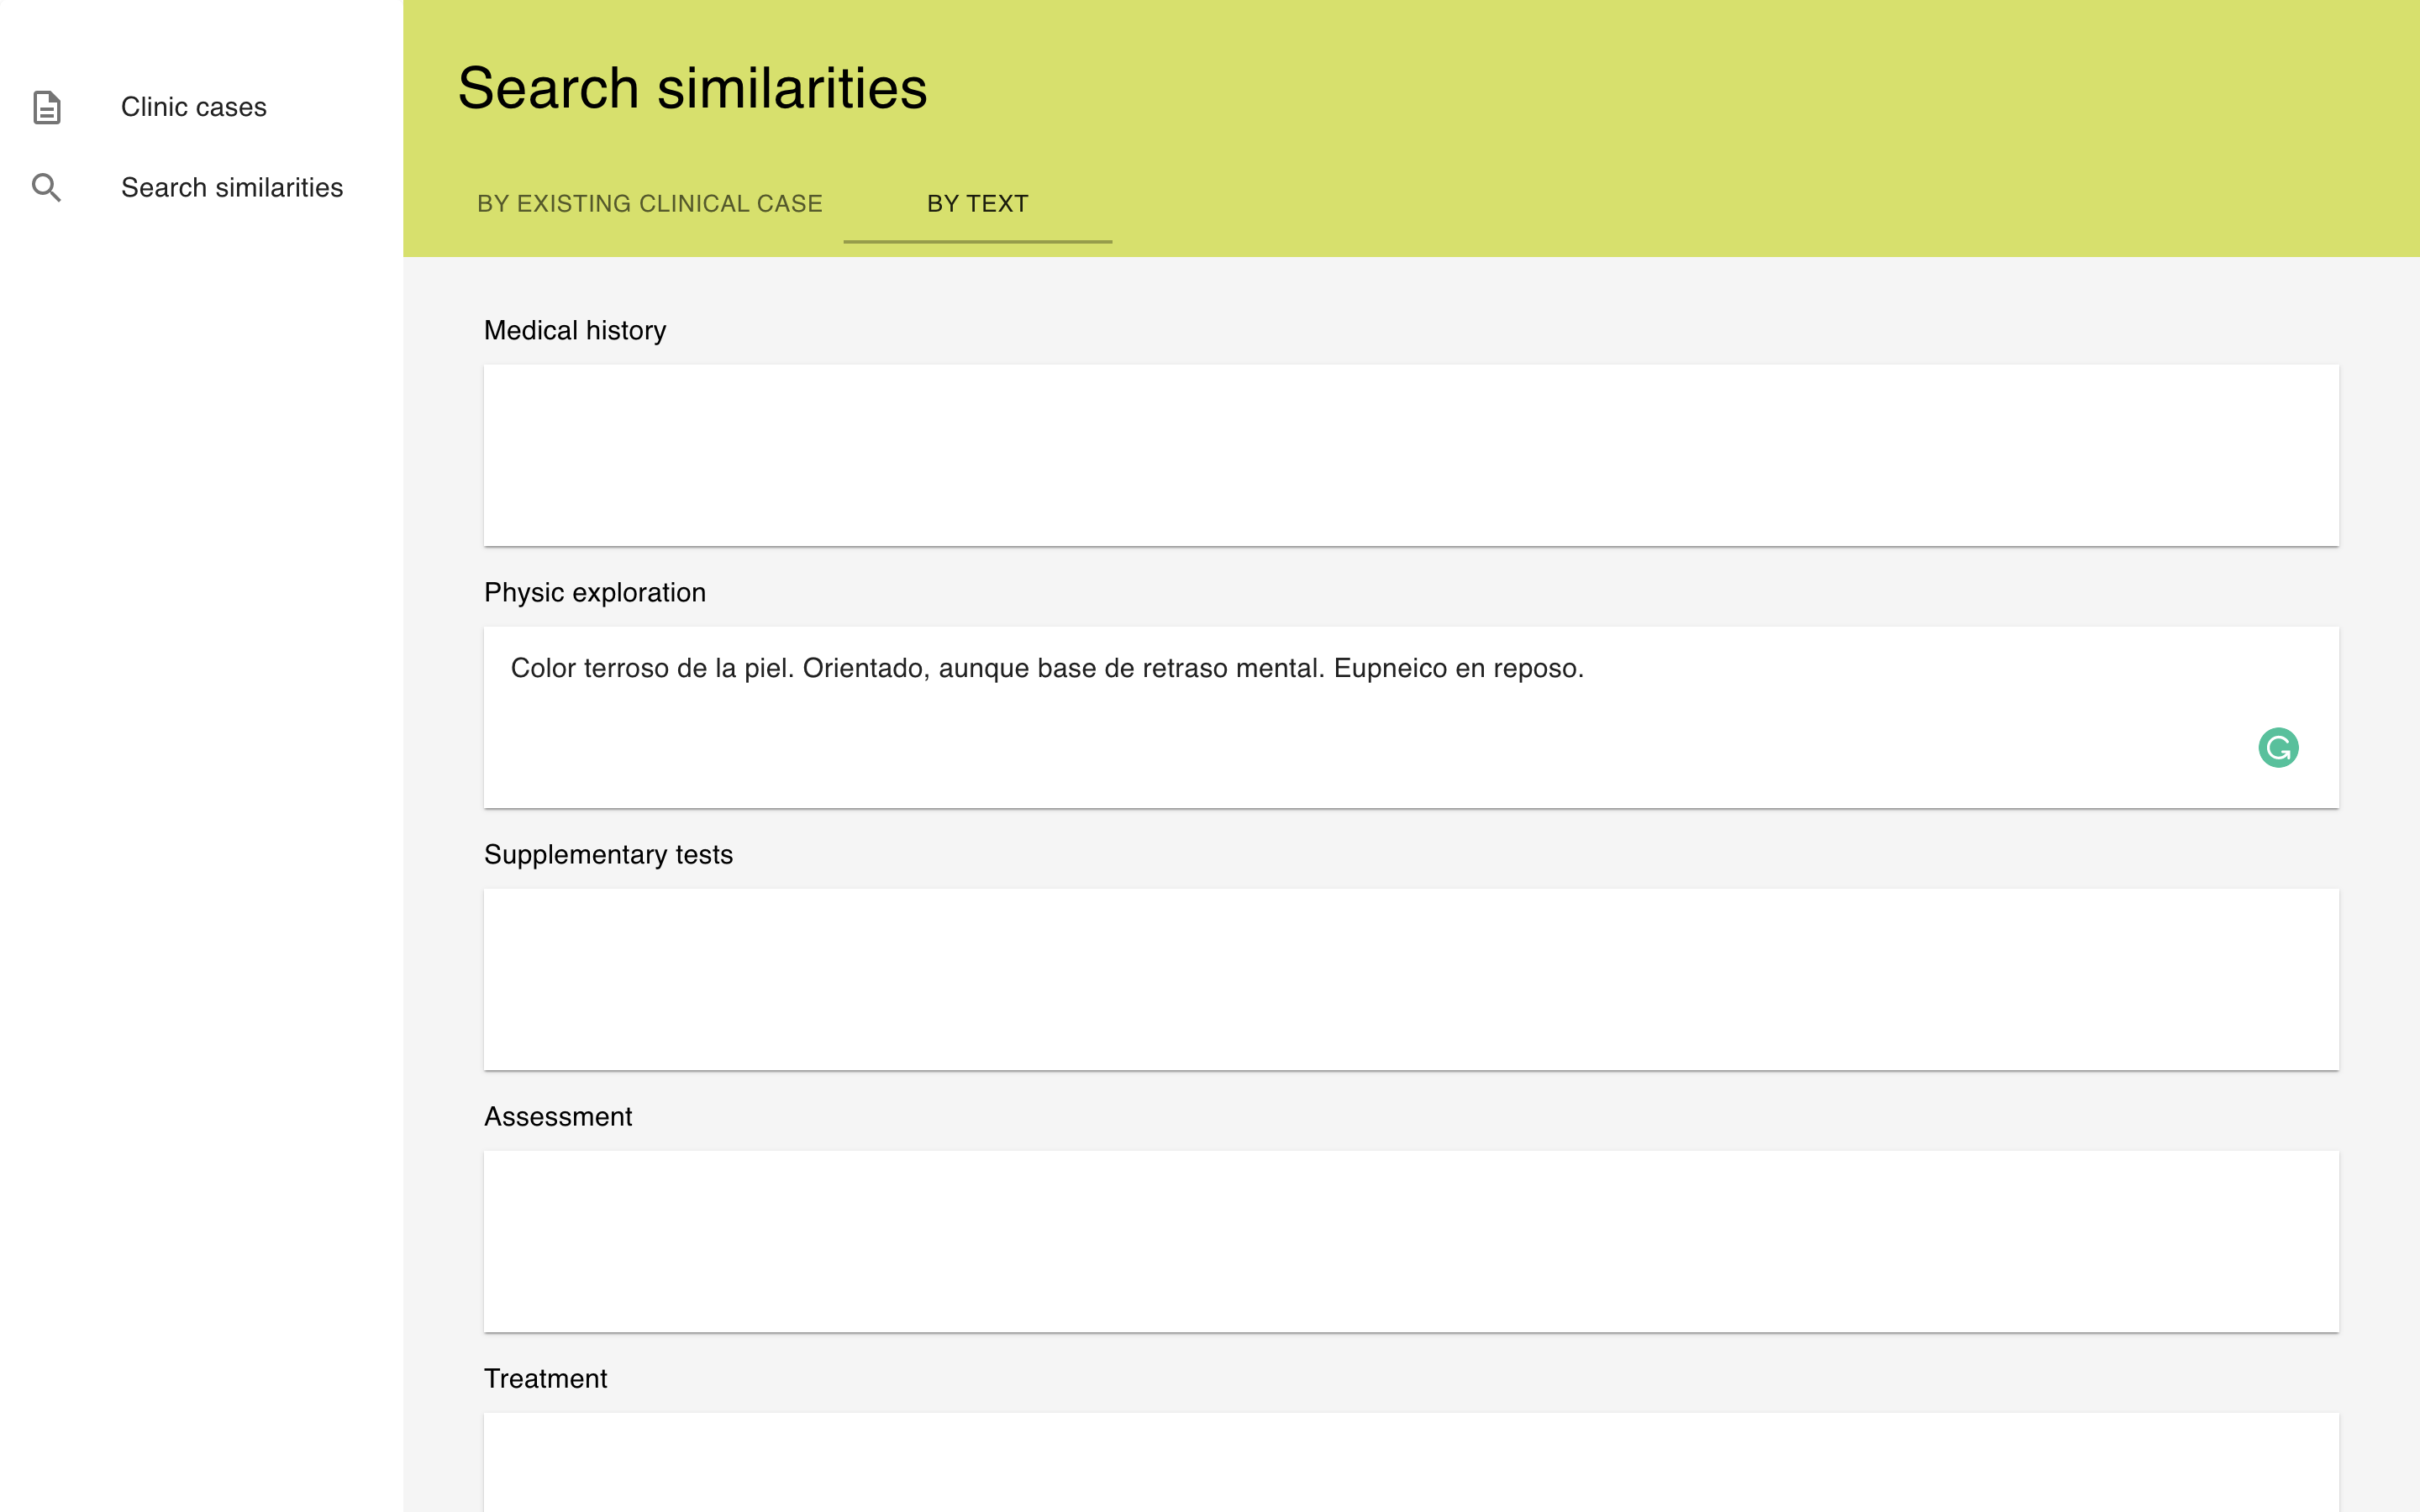 Clinic cases
Search similarities
Search similarities
BY EXISTING CLINICAL CASE
BY TEXT
Medical history
Physic exploration
Color terroso de la piel. Orientado, aunque base de retraso mental. Eupneico en reposo.
Supplementary tests
Assessment
Treatment